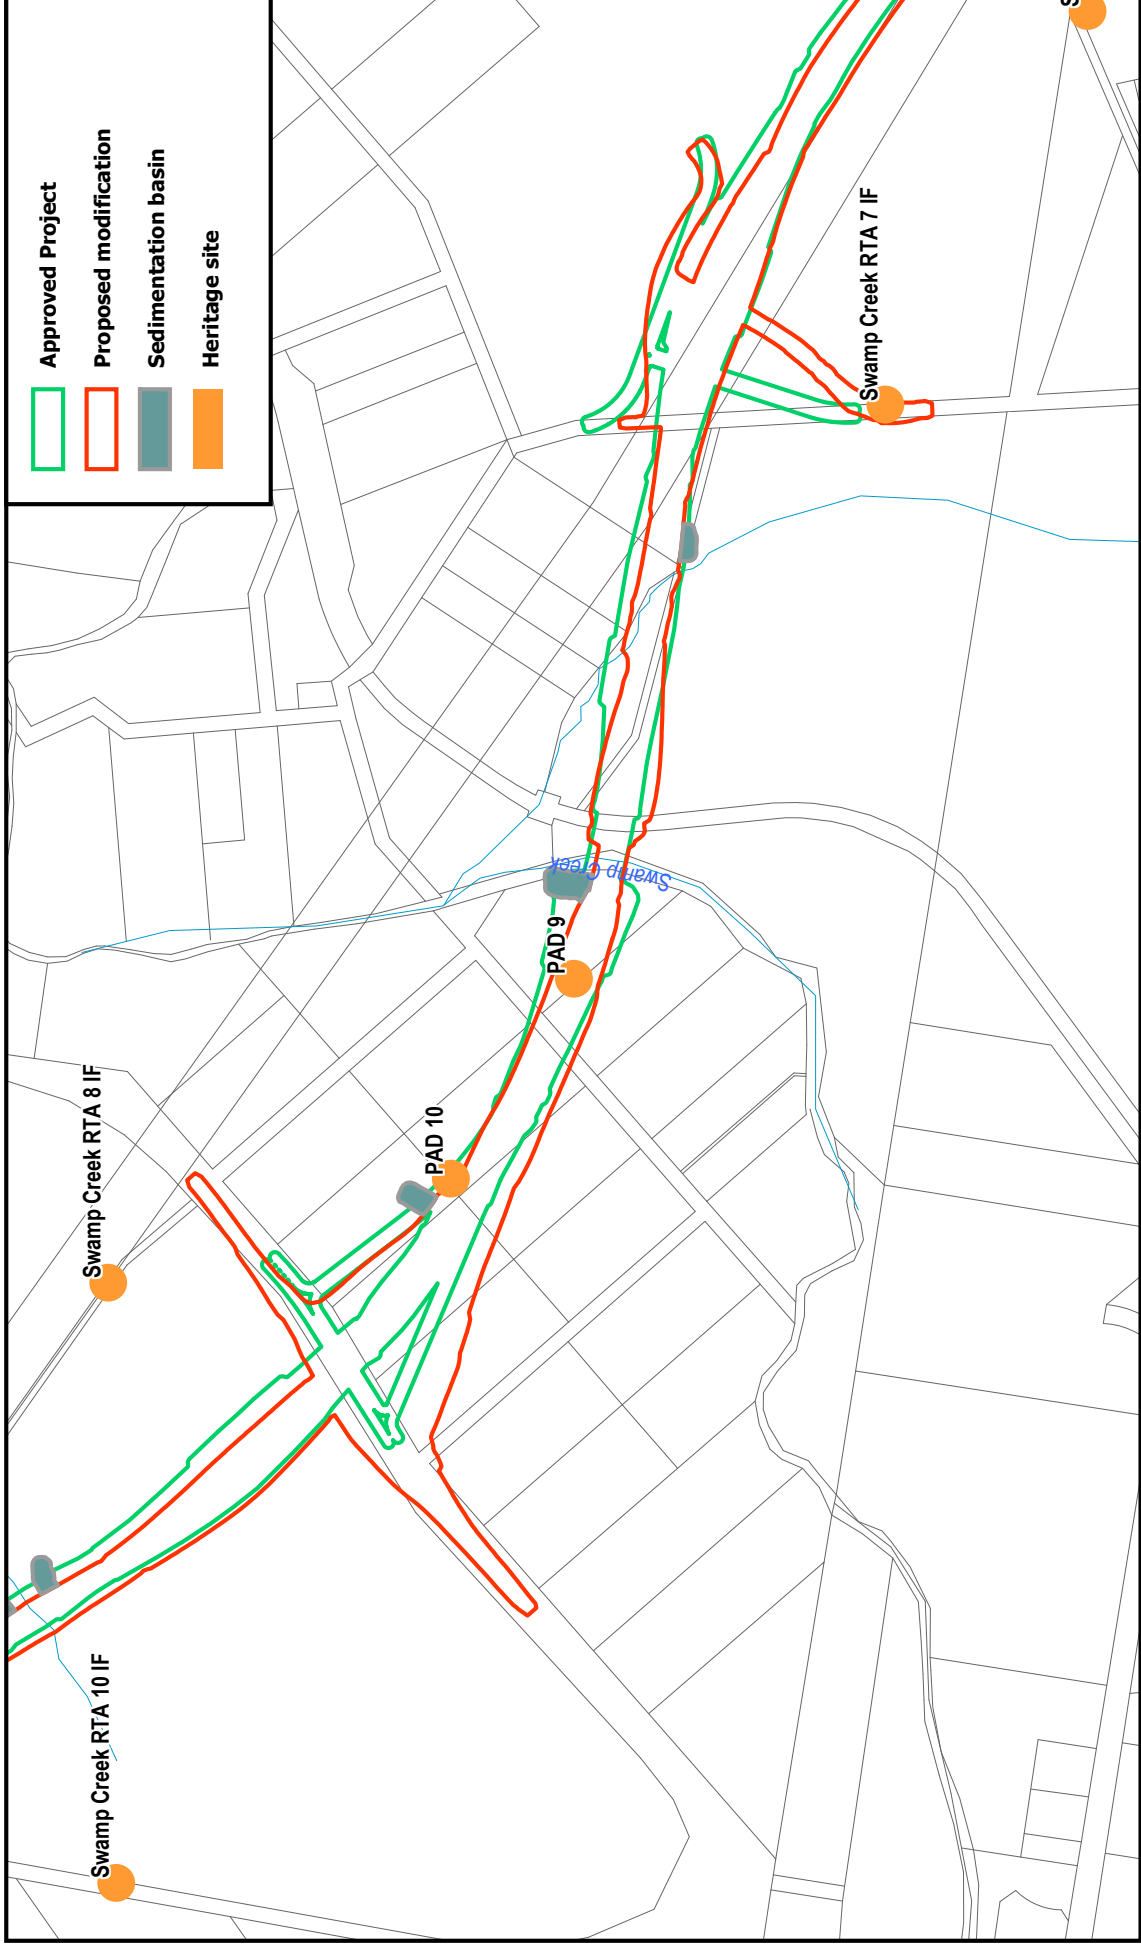 Approved Project
Proposed modification
Sedimentation basin
Heritage site
Swamp Creek RTA 10 IF
Swamp Creek RTA 8 IF
PAD 10
PAD 9
Swamp Creek
Swamp Creek RTA 7 IF
S